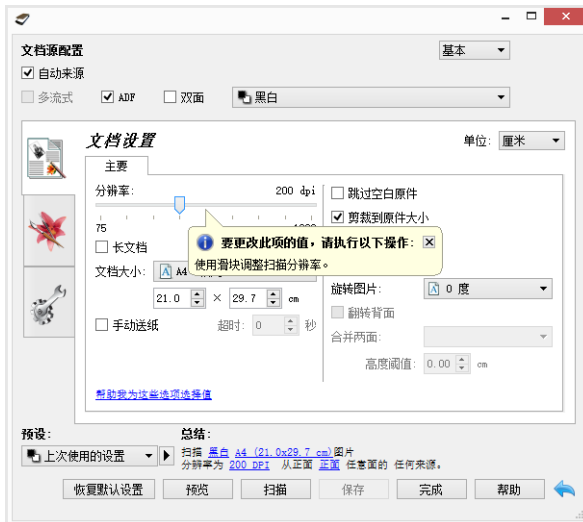 文档源配置
基本
自动来源
多流式
ADF
双面
黑白
文档设置
单位: 厘米
主要
分辨率: 200 dpi
75
跳过空白原件
剪裁到原件大小
要更改此项的值，请执行以下操作:
使用滑块调整扫描分辨率。
长文档
文档大小: A4
21.0 × 29.7 cm
旋转图片: 0 度
手动送纸 超时: 0 秒
翻转背面
合并两面:
高度阈值: 0.00 cm
帮助我为这些选项选择值
预设:
总结:
上次使用的设置
扫描 黑白 A4 (21.0x29.7 cm)图片
分辨率为 200 DPI 从正面 正面 任意面的 任何来源。
恢复默认设置 预览 扫描 保存 完成 帮助